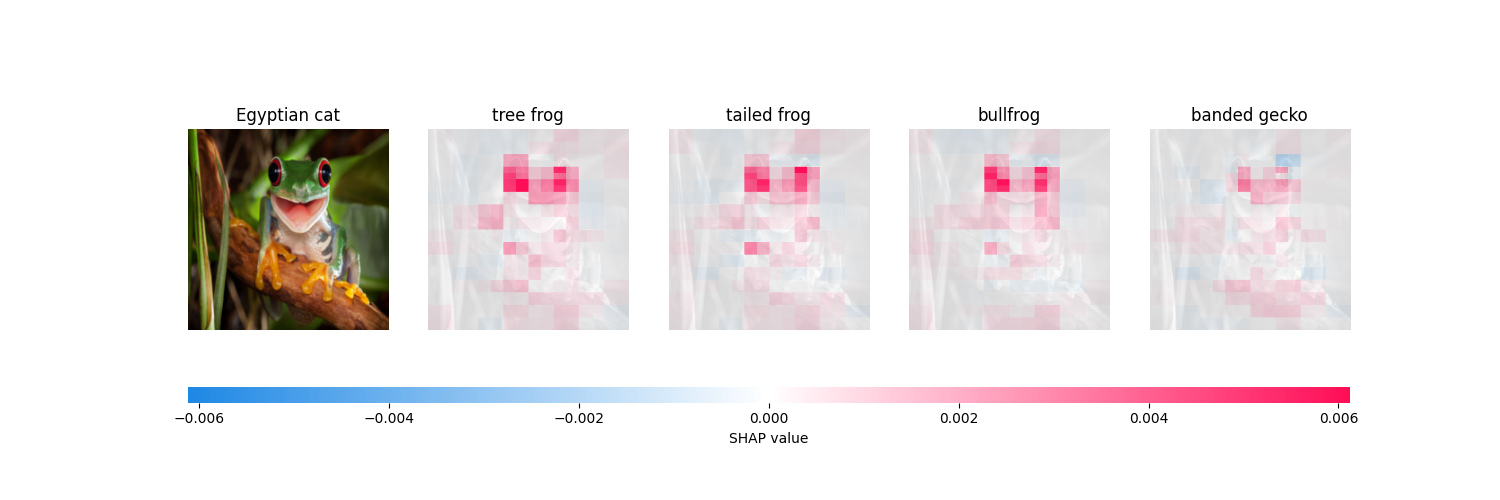 Egyptian cat
tree frog
tailed frog
bullfrog
banded gecko
−0.006
−0.004
−0.002
0.000
0.002
0.004
0.006
SHAP value